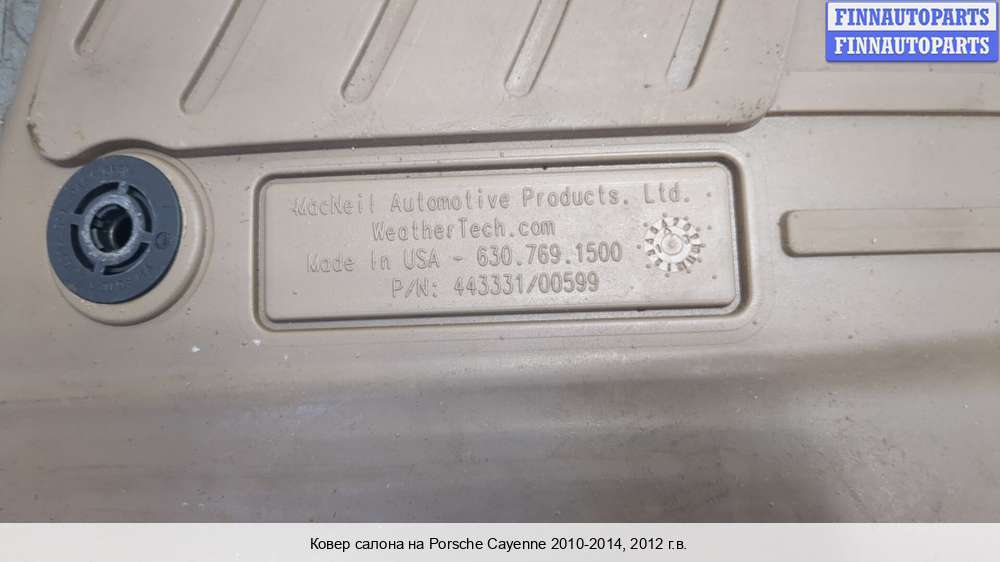 FINNAUTOPARTS
FINNAUTOPARTS
MacNeil Automotive Products, Ltd.
WeatherTech.com
Made In USA - 630.769.1500
P/N: 443331/00599
Ковер салона на Porsche Cayenne 2010-2014, 2012 г.в.